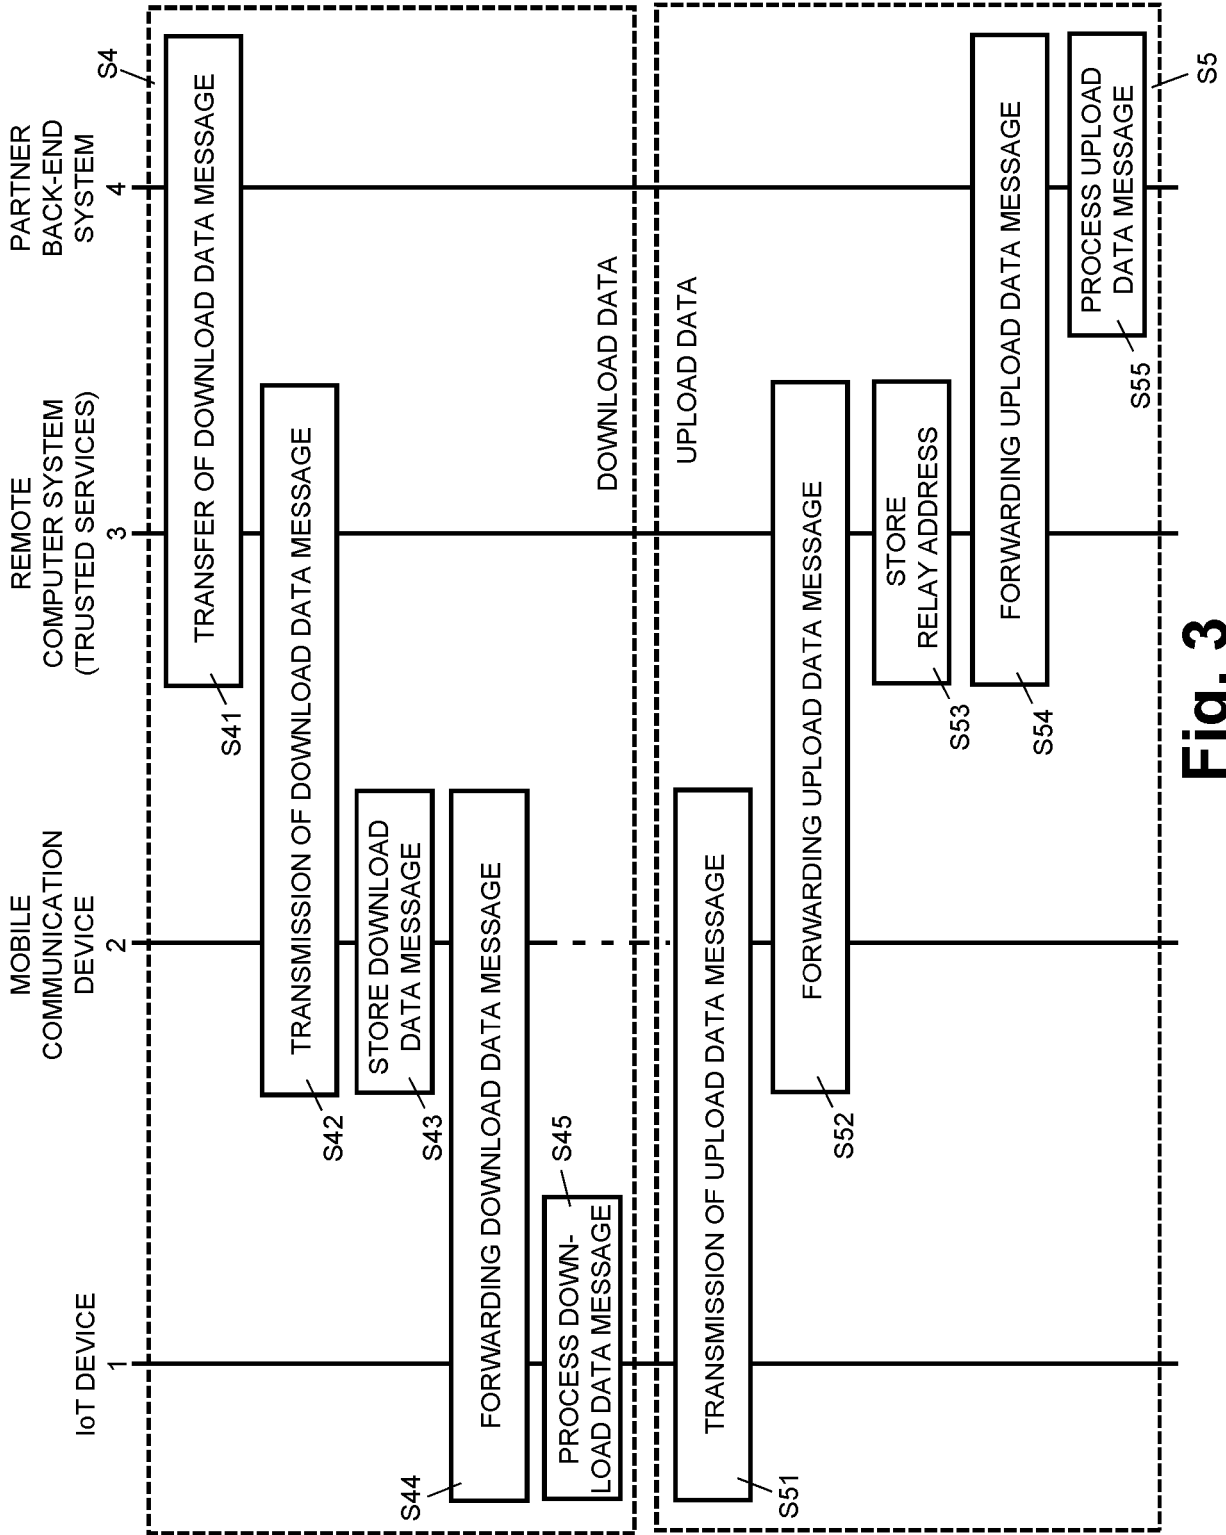 IoT DEVICE
1
MOBILE
COMMUNICATION
DEVICE
2
REMOTE
COMPUTER SYSTEM
(TRUSTED SERVICES)
3
PARTNER
BACK-END
SYSTEM
4
S4
TRANSFER OF DOWNLOAD DATA MESSAGE
S41
TRANSMISSION OF DOWNLOAD DATA MESSAGE
S42
STORE DOWNLOAD
DATA MESSAGE
S43
FORWARDING DOWNLOAD DATA MESSAGE
S44
PROCESS DOWN-
LOAD DATA MESSAGE
S45
DOWNLOAD DATA
UPLOAD DATA
TRANSMISSION OF UPLOAD DATA MESSAGE
S51
FORWARDING UPLOAD DATA MESSAGE
S52
STORE
RELAY ADDRESS
S53
FORWARDING UPLOAD DATA MESSAGE
S54
PROCESS UPLOAD
DATA MESSAGE
S55
S5
Fig. 3